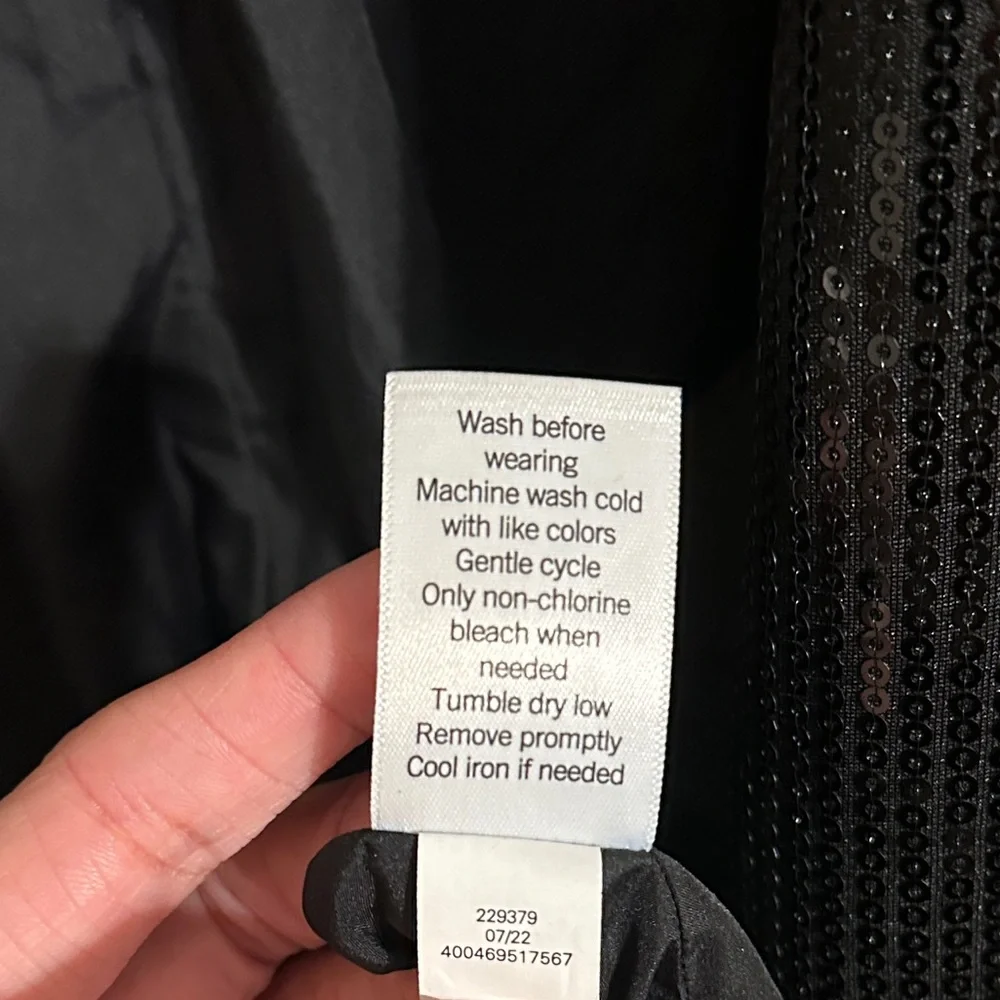 Wash before
wearing
Machine wash cold
with like colors
Gentle cycle
Only non-chlorine
bleach when
needed
Tumble dry low
Remove promptly
Cool iron if needed
229379
07/22
400469517567